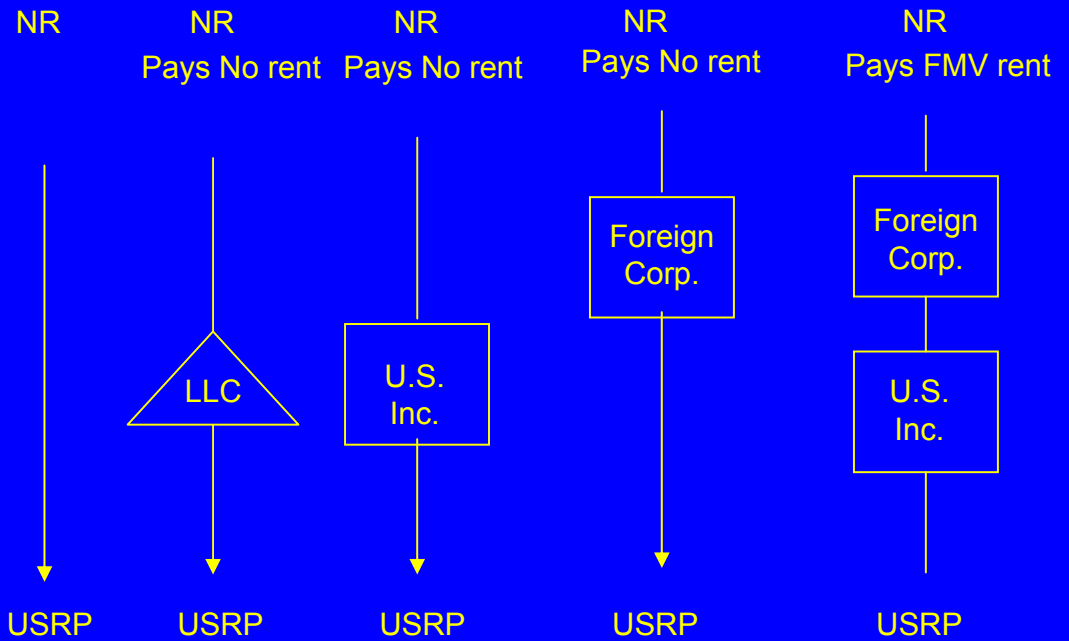 NR
NR
NR
NR
NR
Pays No rent
Pays No rent
Pays No rent
Pays FMV rent
Foreign
Corp.
Foreign
Corp.
LLC
U.S.
Inc.
U.S.
Inc.
USRP
USRP
USRP
USRP
USRP